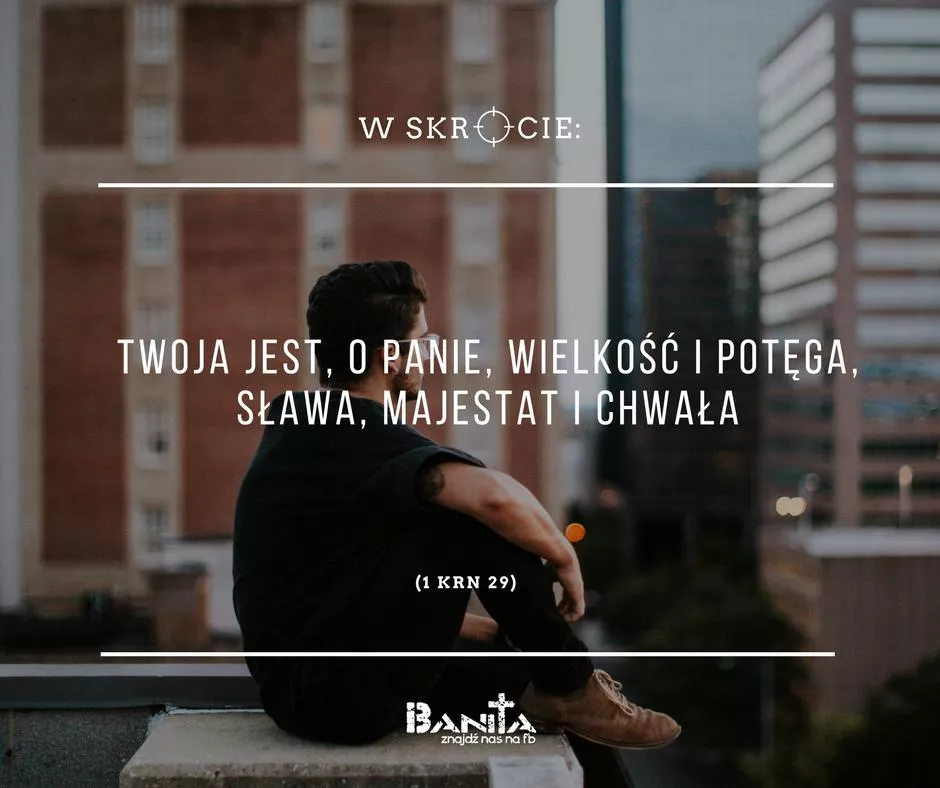 W SKRÓCIE:
TWOJA JEST, O PANIE, WIELKOŚĆ I POTĘGA,
SŁAWA, MAJESTAT I CHWAŁA
(1 KRN 29)
BANITA
znajdź nas na fb